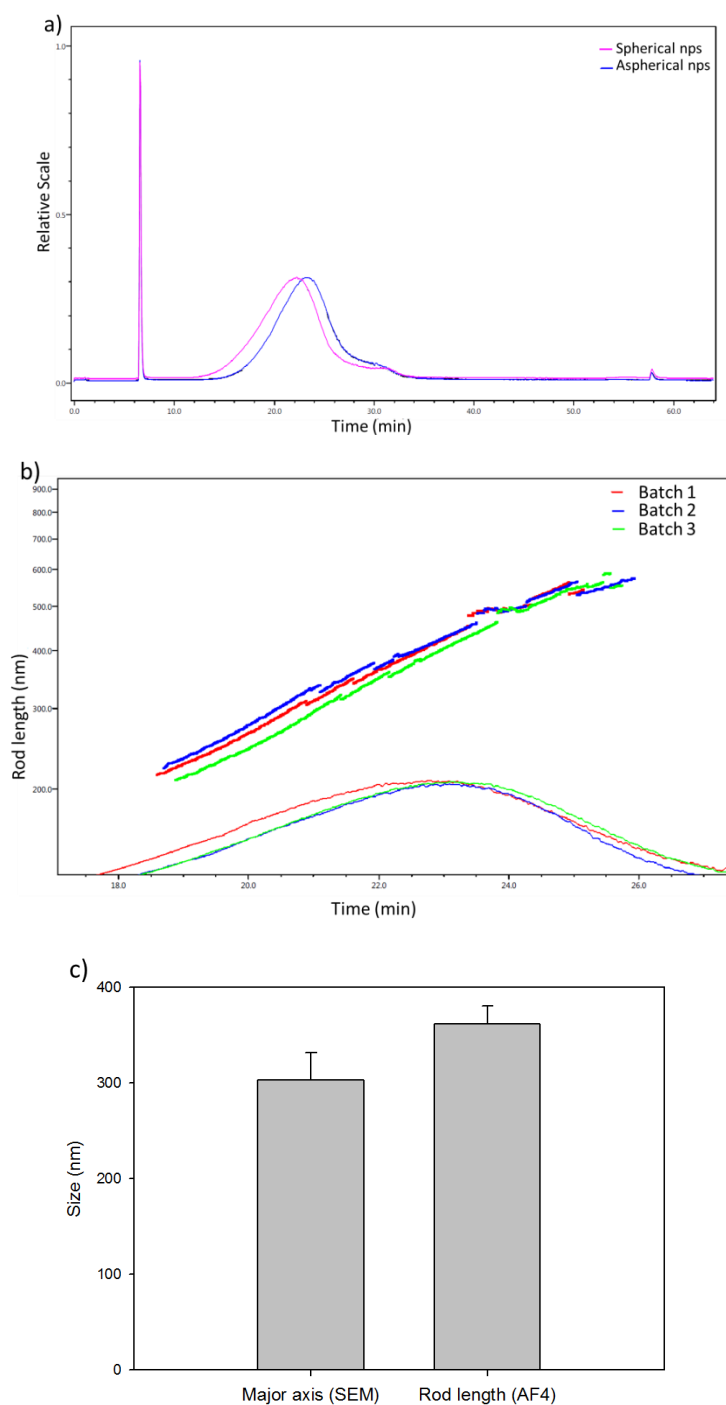 a)
1.0
Spherical nps
Aspherical nps
Relative Scale
0.5
0.0
0.0 10.0 20.0 30.0 40.0 50.0 60.0
Time (min)
b)
900.0
800.0
700.0
600.0
500.0
400.0
300.0
200.0
Batch 1
Batch 2
Batch 3
Rod length (nm)
18.0 20.0 22.0 24.0 26.0
Time (min)
c)
400
300
200
100
0
Size (nm)
Major axis (SEM) Rod length (AF4)